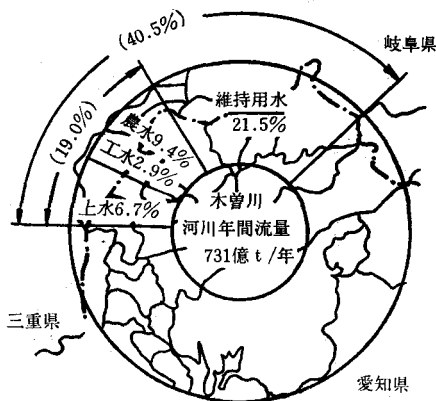 (40.5%)
岐阜県
維持用水
21.5%
(19.0%)
農水9.4%
工水2.9%
上水6.7%
木曽川
河川年間流量
731億t/年
三重県
愛知県